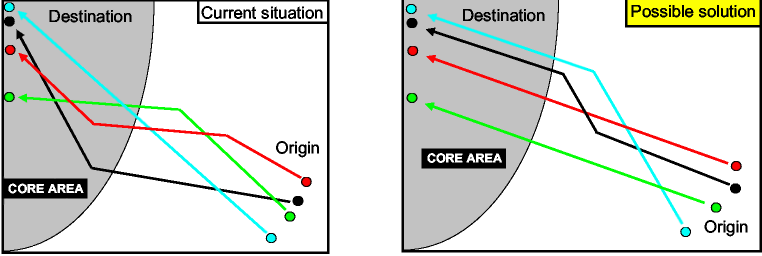 Destination
Current situation
Origin
CORE AREA
Destination
Possible solution
CORE AREA
Origin